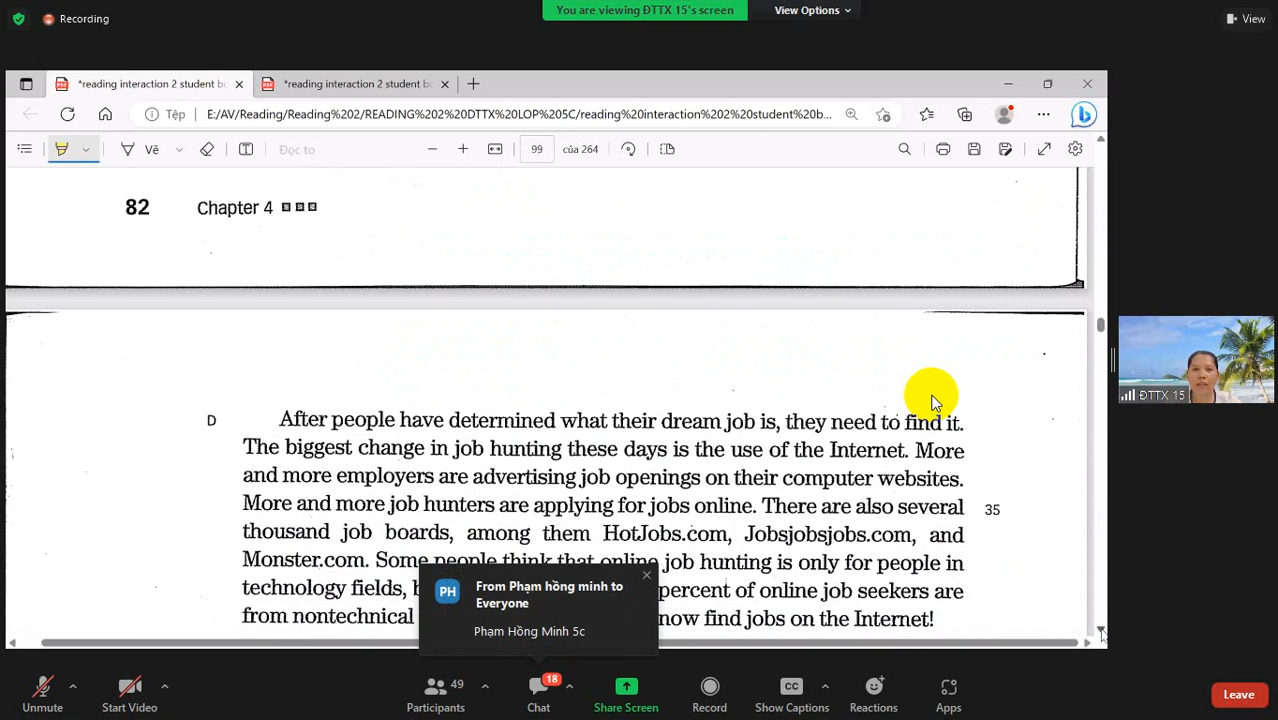 You are viewing ĐTTX 15's screen
View Options
Recording
View
*reading interaction 2 student bo
*reading interaction 2 student bo
Tệp
E:/AV/Reading/Reading%202/READING%202%20DTTX%20LOP%205C/reading%20interaction%202%20student%20b...
Vẽ
Đọc to
99
của 264
82
Chapter 4
D
After people have determined what their dream job is, they need to find it.
The biggest change in job hunting these days is the use of the Internet. More
and more employers are advertising job openings on their computer websites.
More and more job hunters are applying for jobs online. There are also several
35
thousand job boards, among them HotJobs.com, Jobsjobsjobs.com, and
Monster.com. Some people think that online job hunting is only for people in
technology fields,
percent of online job seekers are
from nontechnical
now find jobs on the Internet!
PH
From Phạm hồng minh to
Everyone
Phạm Hồng Minh 5c
ĐTTX 15
Unmute
Start Video
49
Participants
18
Chat
Share Screen
Record
CC
Show Captions
Reactions
Apps
Leave